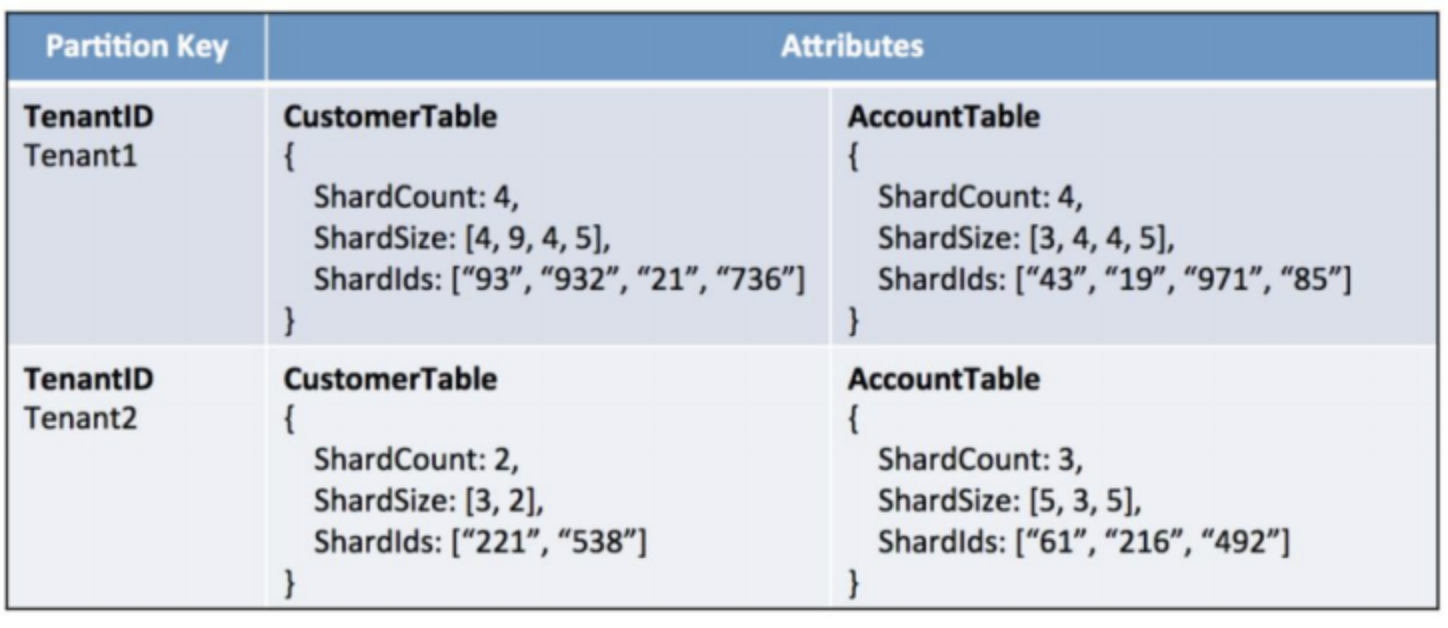 Partition Key
Attributes
TenantID
Tenant1
CustomerTable
{
ShardCount: 4,
ShardSize: [4, 9, 4, 5],
ShardIds: [“93”, “932”, “21”, “736”]
}
AccountTable
{
ShardCount: 4,
ShardSize: [3, 4, 4, 5],
ShardIds: [“43”, “19”, “971”, “85”]
}
TenantID
Tenant2
CustomerTable
{
ShardCount: 2,
ShardSize: [3, 2],
ShardIds: [“221”, “538”]
}
AccountTable
{
ShardCount: 3,
ShardSize: [5, 3, 5],
ShardIds: [“61”, “216”, “492”]
}